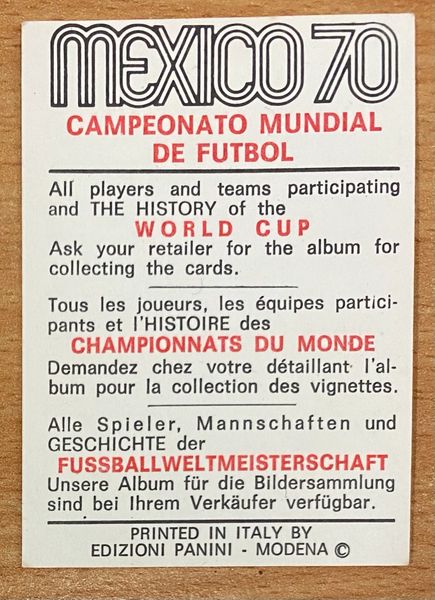 MEXICO 70
CAMPEONATO MUNDIAL
DE FUTBOL
All players and teams participating
and THE HISTORY of the
WORLD CUP
Ask your retailer for the album for
collecting the cards.
Tous les joueurs, les équipes partici-
pants et l'HISTOIRE des
CHAMPIONNATS DU MONDE
Demandez chez votre détaillant l'al-
bum pour la collection des vignettes.
Alle Spieler, Mannschaften und
GESCHICHTE der
FUSSBALLWELTMEISTERSCHAFT
Unsere Album für die Bildersammlung
sind bei Ihrem Verkäufer verfügbar.
PRINTED IN ITALY BY
EDIZIONI PANINI - MODENA ©